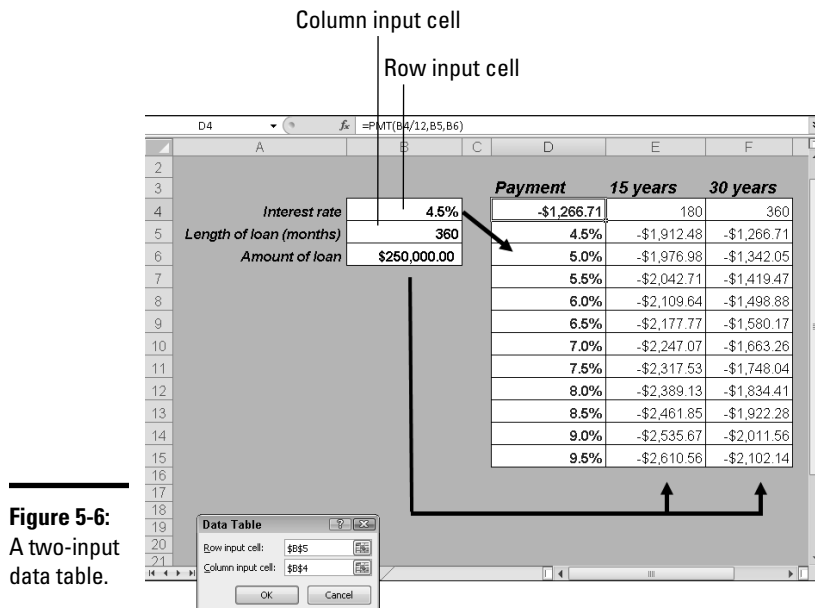 Column input cell
Row input cell
D4 fx =PMT(B4/12,B5,B6)
A B C D E F
2
3 Payment 15 years 30 years
4 Interest rate 4.5% -$1,266.71 180 360
5 Length of loan (months) 360 4.5% -$1,912.48 -$1,266.71
6 Amount of loan $250,000.00 5.0% -$1,976.98 -$1,342.05
7 5.5% -$2,042.71 -$1,419.47
8 6.0% -$2,109.64 -$1,498.88
9 6.5% -$2,177.77 -$1,580.17
10 7.0% -$2,247.07 -$1,663.26
11 7.5% -$2,317.53 -$1,748.04
12 8.0% -$2,389.13 -$1,834.41
13 8.5% -$2,461.85 -$1,922.28
14 9.0% -$2,535.67 -$2,011.56
15 9.5% -$2,610.56 -$2,102.14
16
17
18
19
20
21
Data Table
Row input cell: $B$5
Column input cell: $B$4
OK Cancel
Figure 5-6:
A two-input
data table.